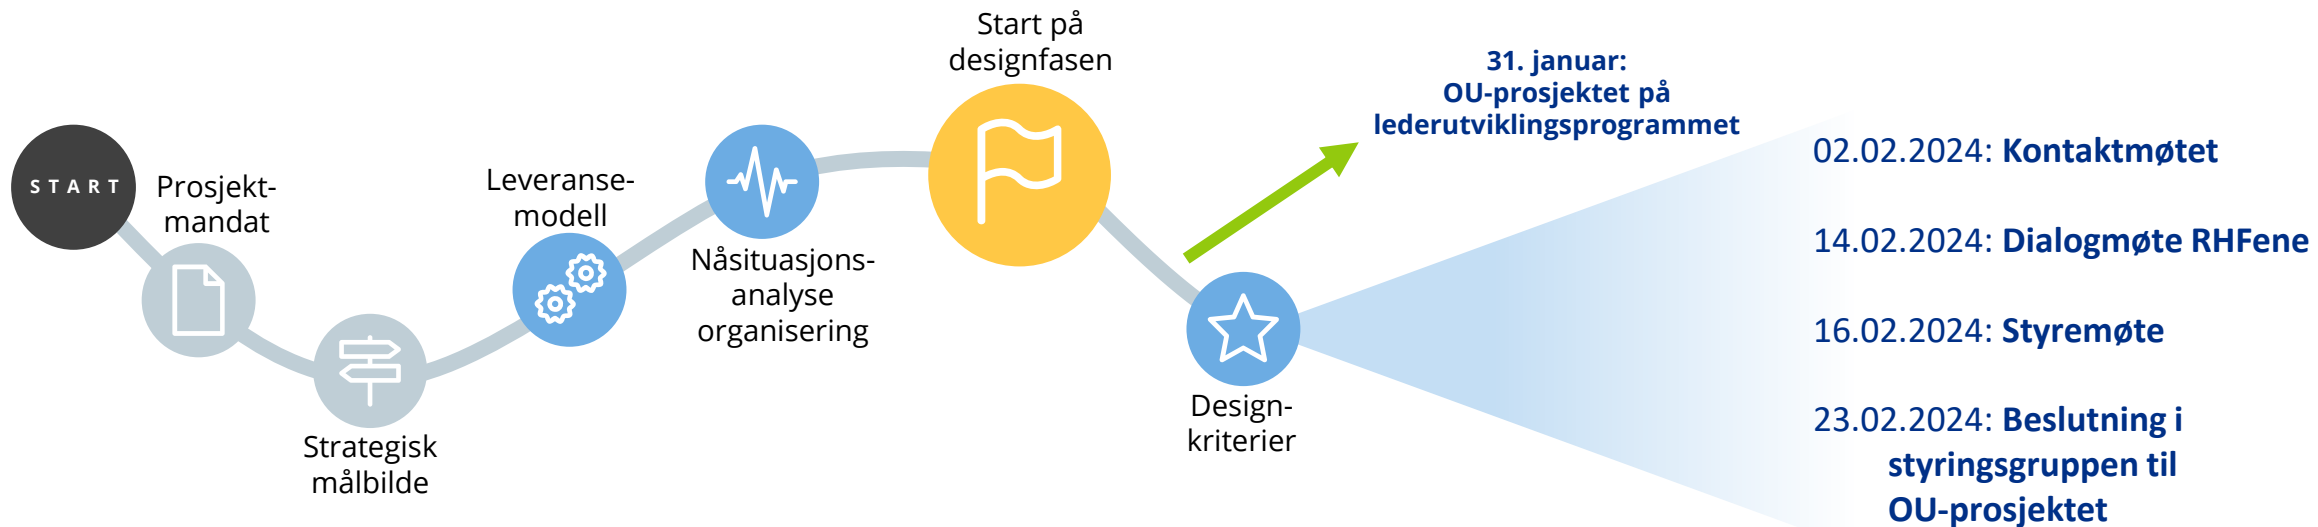 START
Prosjekt-
mandat
Strategisk
målbilde
Leveranse-
modell
Nåsituasjons-
analyse
organisering
Start på
designfasen
Design-
kriterier
31. januar:
OU-prosjektet på
lederutviklingsprogrammet
02.02.2024: Kontaktmøtet
14.02.2024: Dialogmøte RHFene
16.02.2024: Styremøte
23.02.2024: Beslutning i
styringsgruppen til
OU-prosjektet